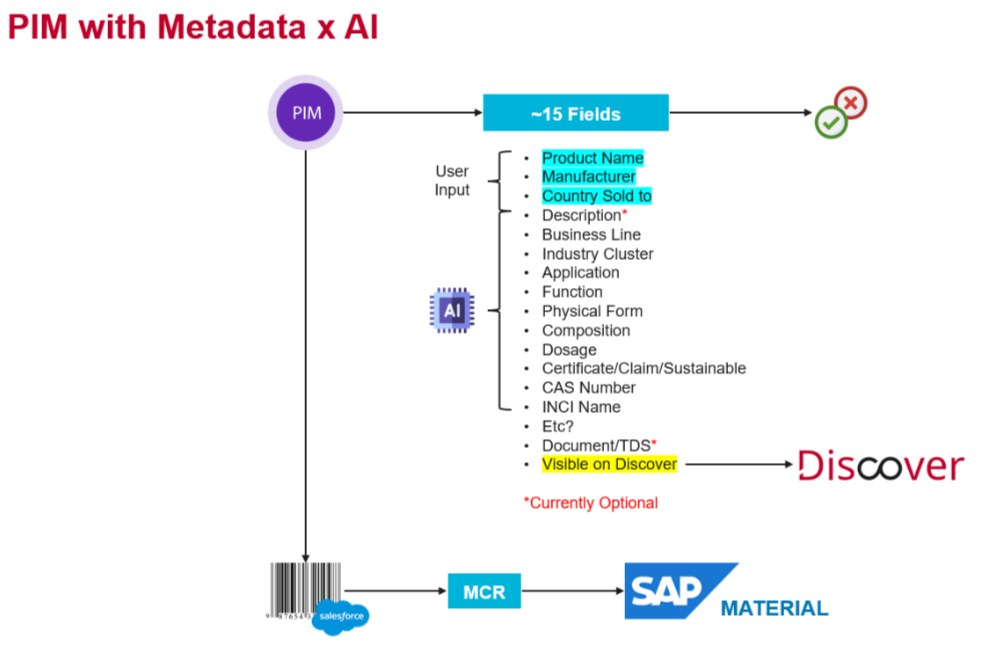 PIM with Metadata x AI
PIM
~15 Fields
User
Input
• Product Name
• Manufacturer
• Country Sold to
• Description*
• Business Line
• Industry Cluster
• Application
• Function
• Physical Form
• Composition
• Dosage
• Certificate/Claim/Sustainable
• CAS Number
• INCI Name
• Etc?
• Document/TDS*
• Visible on Discover
AI
Discover
*Currently Optional
salesforce
MCR
SAP
MATERIAL